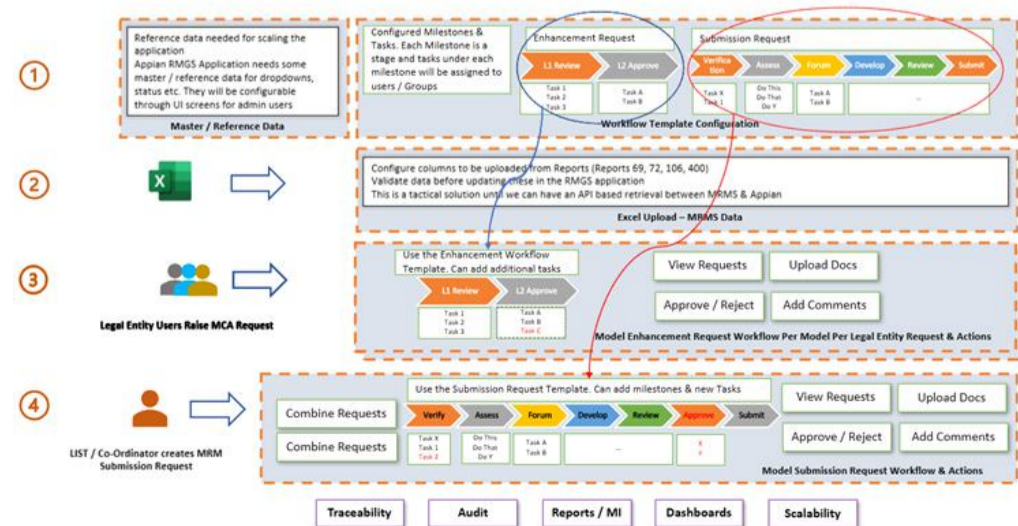 Reference data needed for scaling the
application
Appian RMGS Application needs some
master / reference data for dropdowns,
status etc. They will be configurable
through UI screens for admin users
Master / Reference Data
Configured Milestones
& Tasks. Each Milestone is a
stage and tasks under each
milestone will be assigned to
users / Groups
Enhancement Request
L1 Review
L2 Approve
Task 1
Task 2
Task 3
Task A
Task B
Submission Request
Verifica
tion
Assess
Forum
Develop
Review
Submit
Task X
Task 1
Do This
Do That
Do Y
Task A
Task B
...
Workflow Template Configuration
1
2
Configure columns to be uploaded from Reports (Reports 69, 72, 106, 400)
Validate data before updating these in the RMGS application
This is a tactical solution until we can have an API based retrieval between MRMS & Appian
Excel Upload – MRMS Data
X
3
Legal Entity Users Raise MCA Request
Use the Enhancement Workflow
Template. Can add additional tasks
L1 Review
L2 Approve
Task 1
Task 2
Task 3
Task A
Task B
Task C
View Requests
Upload Docs
Approve / Reject
Add Comments
Model Enhancement Request Workflow Per Model Per Legal Entity Request & Actions
4
LIST / Co-Ordinator creates MRM
Submission Request
Use the Submission Request Template. Can add milestones & new Tasks
Combine Requests
Combine Requests
Verify
Assess
Forum
Develop
Review
Approve
Submit
Task X
Task 1
Task 2
Do This
Do That
Do Y
Task A
Task B
...
X
View Requests
Upload Docs
Approve / Reject
Add Comments
Model Submission Request Workflow & Actions
Traceability
Audit
Reports / MI
Dashboards
Scalability